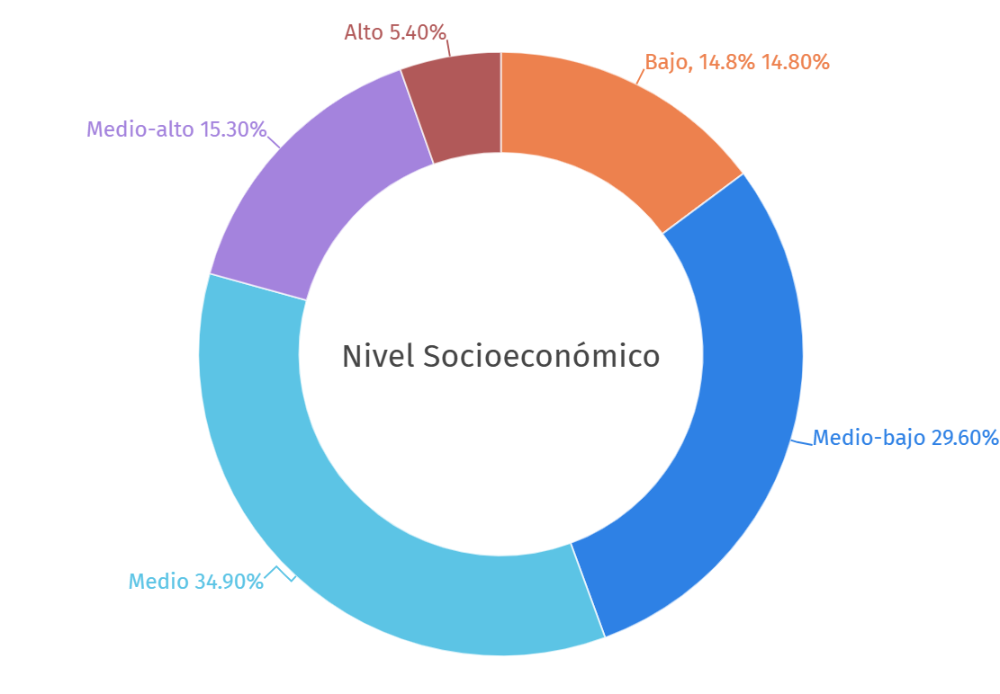 Alto 5.40%
Bajo, 14.8% 14.80%
Medio-alto 15.30%
Nivel Socioeconómico
Medio-bajo 29.60%
Medio 34.90%